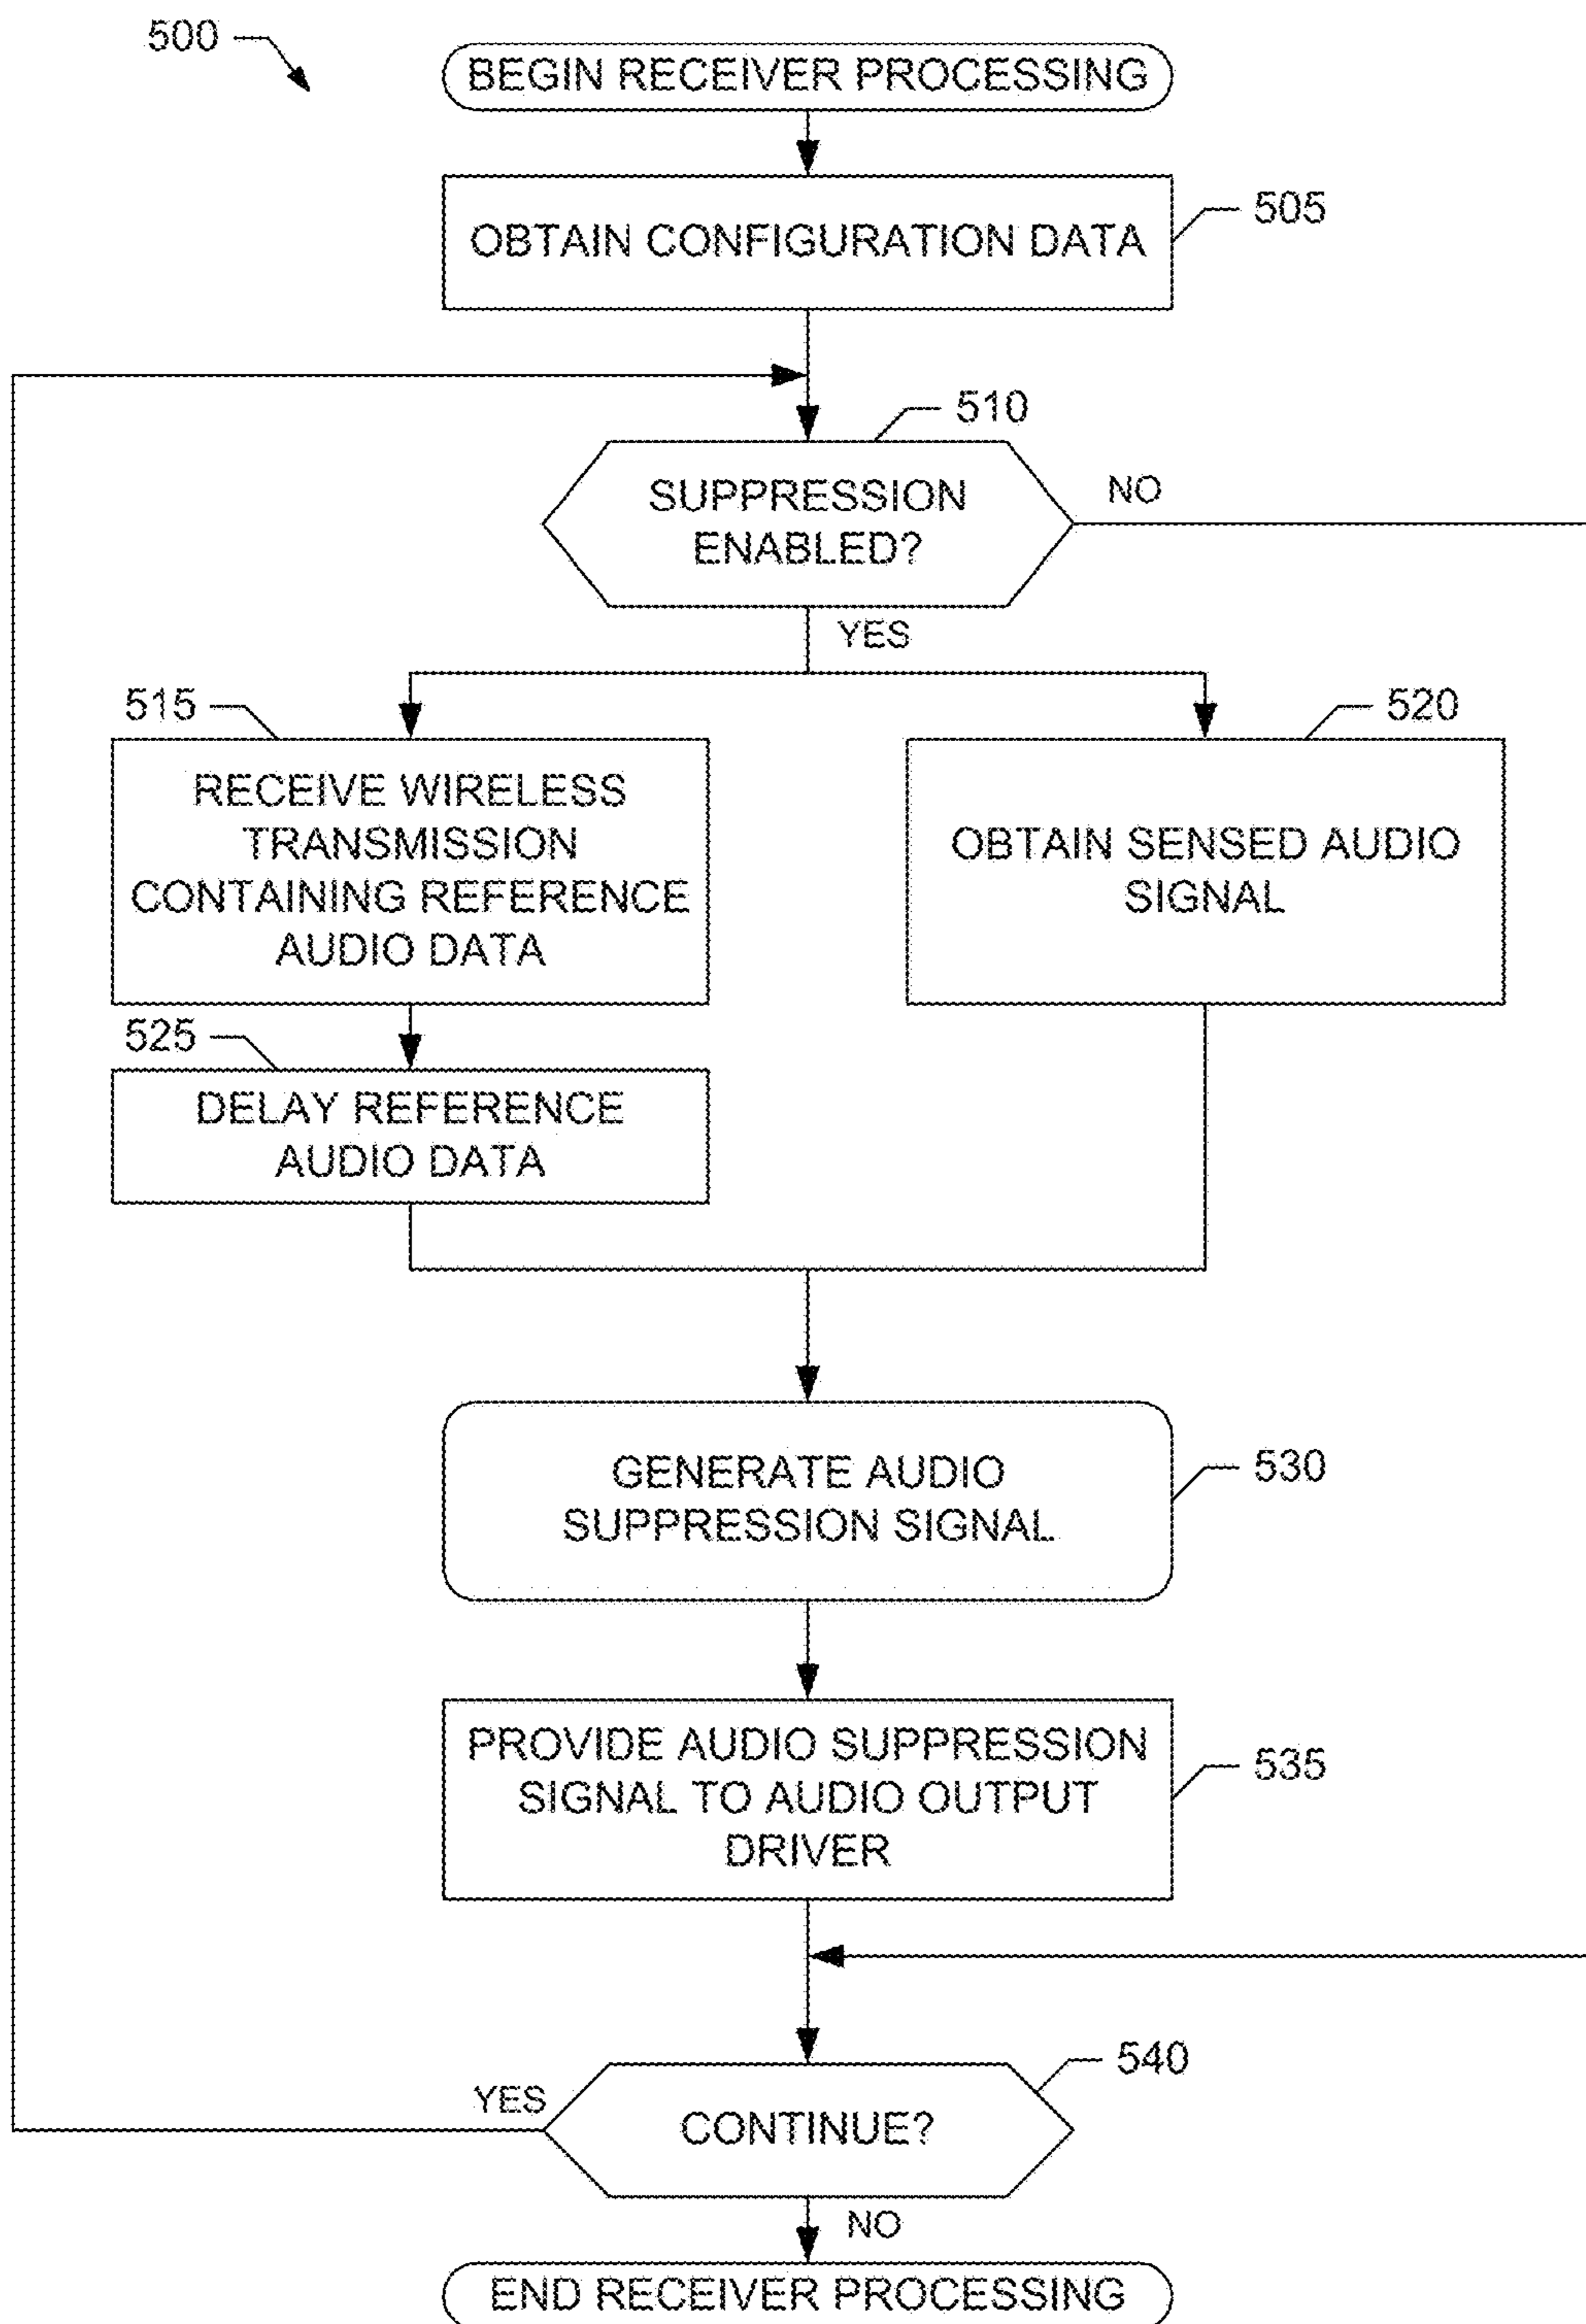 500
BEGIN RECEIVER PROCESSING
OBTAIN CONFIGURATION DATA
505
510
SUPPRESSION
ENABLED?
NO
YES
515
RECEIVE WIRELESS
TRANSMISSION
CONTAINING REFERENCE
AUDIO DATA
520
OBTAIN SENSED AUDIO
SIGNAL
525
DELAY REFERENCE
AUDIO DATA
GENERATE AUDIO
SUPPRESSION SIGNAL
530
PROVIDE AUDIO SUPPRESSION
SIGNAL TO AUDIO OUTPUT
DRIVER
535
540
YES
CONTINUE?
NO
END RECEIVER PROCESSING